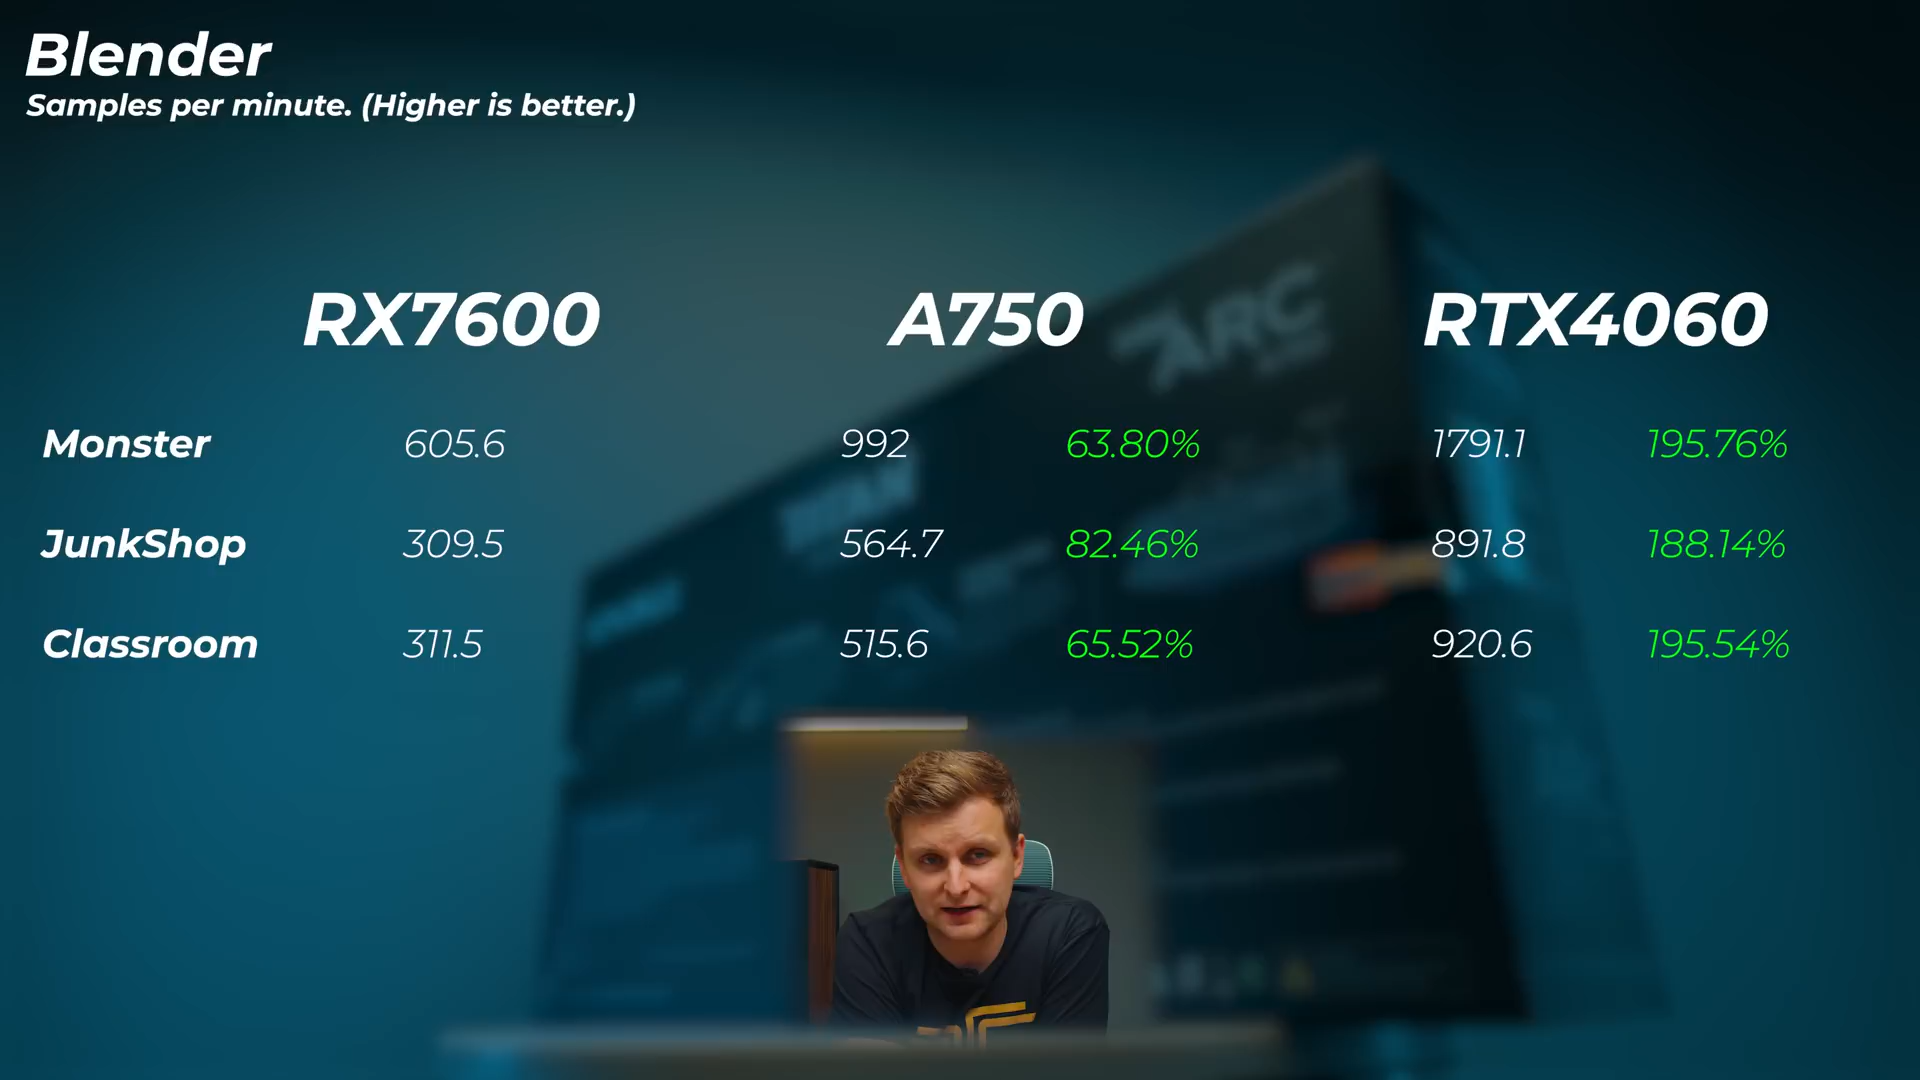 Blender
Samples per minute. (Higher is better.)
RX7600 A750 RTX4060
Monster 605.6 992 63.80% 1791.1 195.76%
JunkShop 309.5 564.7 82.46% 891.8 188.14%
Classroom 311.5 515.6 65.52% 920.6 195.54%
ARC
TITAN